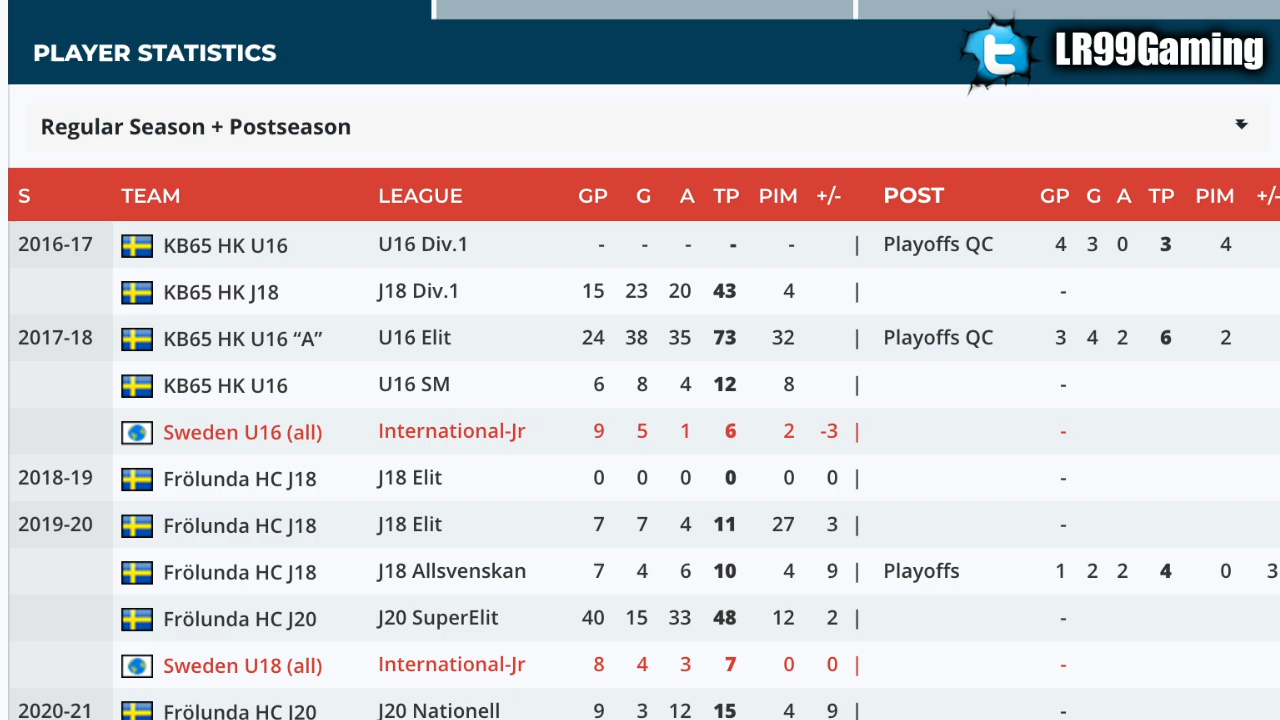 PLAYER STATISTICS
LR99Gaming
Regular Season + Postseason
S TEAM LEAGUE GP G A TP PIM +/- POST GP G A TP PIM +/-
2016-17 KB65 HK U16 U16 Div.1 - - - - - | Playoffs QC 4 3 0 3 4
KB65 HK J18 J18 Div.1 15 23 20 43 4 | -
2017-18 KB65 HK U16 “A” U16 Elit 24 38 35 73 32 | Playoffs QC 3 4 2 6 2
KB65 HK U16 U16 SM 6 8 4 12 8 | -
Sweden U16 (all) International-Jr 9 5 1 6 2 -3 | -
2018-19 Frölunda HC J18 J18 Elit 0 0 0 0 0 0 | -
2019-20 Frölunda HC J18 J18 Elit 7 7 4 11 27 3 | -
Frölunda HC J18 J18 Allsvenskan 7 4 6 10 4 9 | Playoffs 1 2 2 4 0 3
Frölunda HC J20 J20 SuperElit 40 15 33 48 12 2 | -
Sweden U18 (all) International-Jr 8 4 3 7 0 0 | -
2020-21 Frölunda HC J20 J20 Nationell 9 3 12 15 4 9 | -